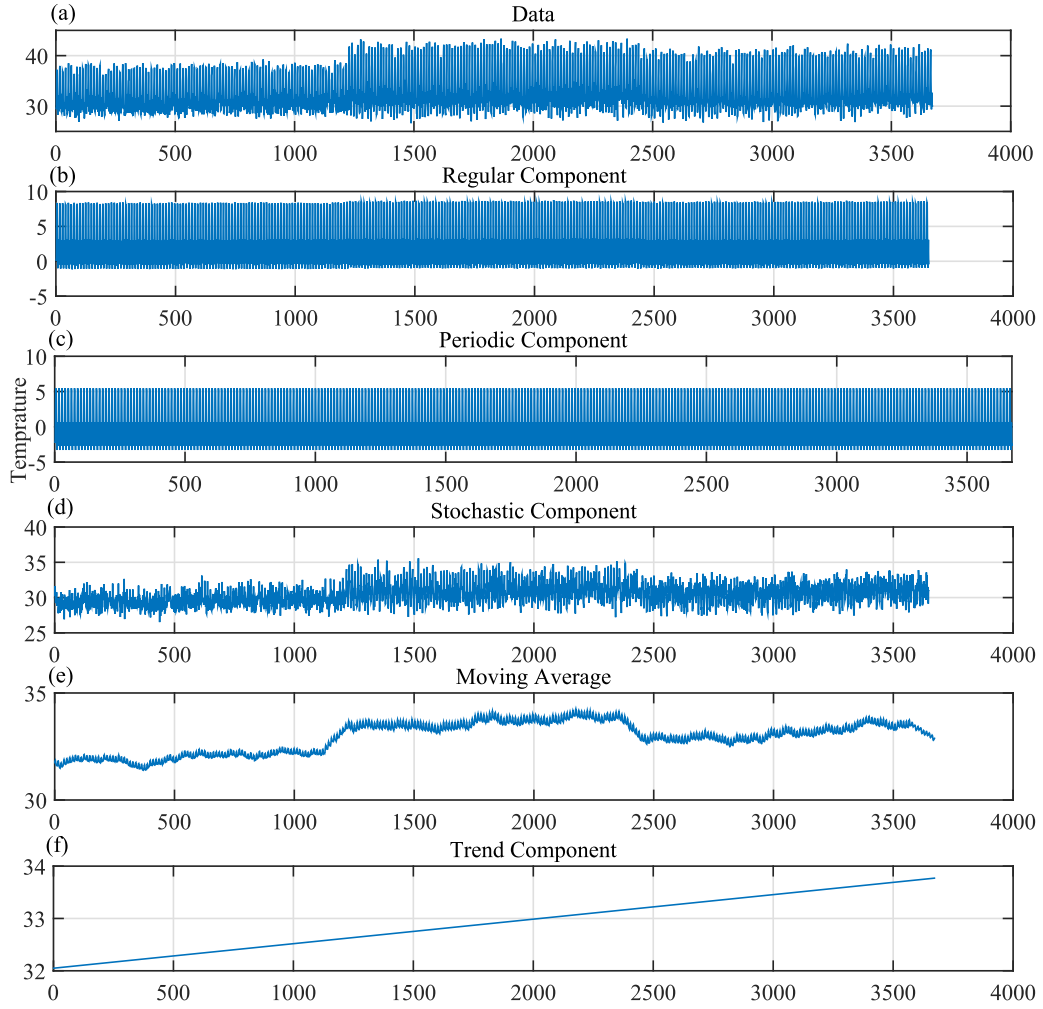 (a) Data
40
30
0 500 1000 1500 2000 2500 3000 3500 4000
(b) Regular Component
10
5
0
-5
0 500 1000 1500 2000 2500 3000 3500 4000
(c) Periodic Component
10
5
0
-5
Temprature
0 500 1000 1500 2000 2500 3000 3500
(d) Stochastic Component
40
35
30
25
0 500 1000 1500 2000 2500 3000 3500 4000
(e) Moving Average
35
30
0 500 1000 1500 2000 2500 3000 3500 4000
(f) Trend Component
34
33
32
0 500 1000 1500 2000 2500 3000 3500 4000